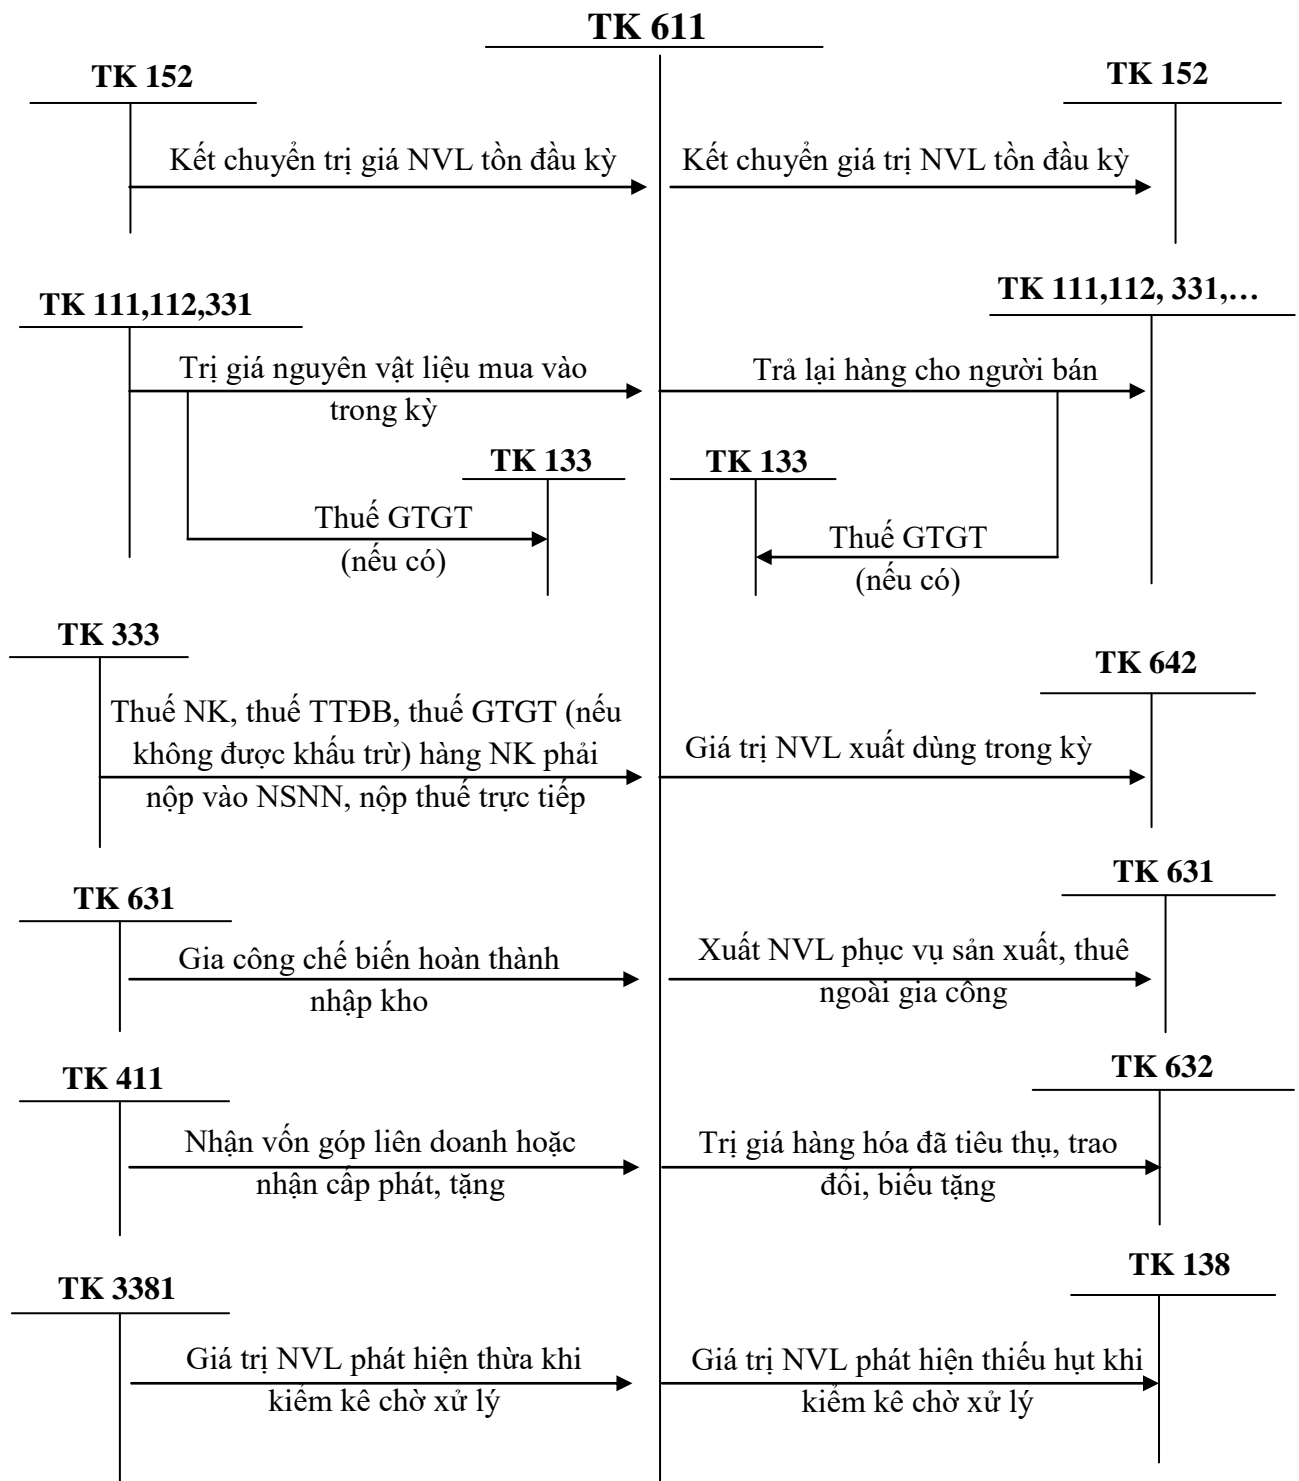 TK 611
TK 152
TK 152
Kết chuyển trị giá NVL tồn đầu kỳ
Kết chuyển giá trị NVL tồn đầu kỳ
TK 111,112,331
TK 111,112, 331,…
Trị giá nguyên vật liệu mua vào
trong kỳ
Trả lại hàng cho người bán
TK 133
TK 133
Thuế GTGT
(nếu có)
Thuế GTGT
(nếu có)
TK 333
TK 642
Thuế NK, thuế TTĐB, thuế GTGT (nếu
không được khấu trừ) hàng NK phải
nộp vào NSNN, nộp thuế trực tiếp
Giá trị NVL xuất dùng trong kỳ
TK 631
TK 631
Gia công chế biến hoàn thành
nhập kho
Xuất NVL phục vụ sản xuất, thuê
ngoài gia công
TK 411
TK 632
Nhận vốn góp liên doanh hoặc
nhận cấp phát, tặng
Trị giá hàng hóa đã tiêu thụ, trao
đổi, biếu tặng
TK 3381
TK 138
Giá trị NVL phát hiện thừa khi
kiểm kê chờ xử lý
Giá trị NVL phát hiện thiếu hụt khi
kiểm kê chờ xử lý